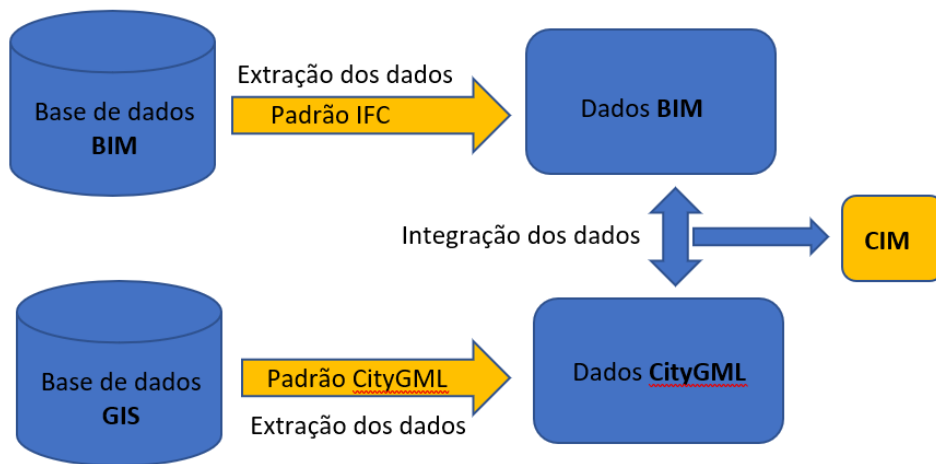 Extração dos dados
Base de dados
BIM
Padrão IFC
Dados BIM
Integração dos dados
CIM
Base de dados
GIS
Padrão CityGML
Dados CityGML
Extração dos dados